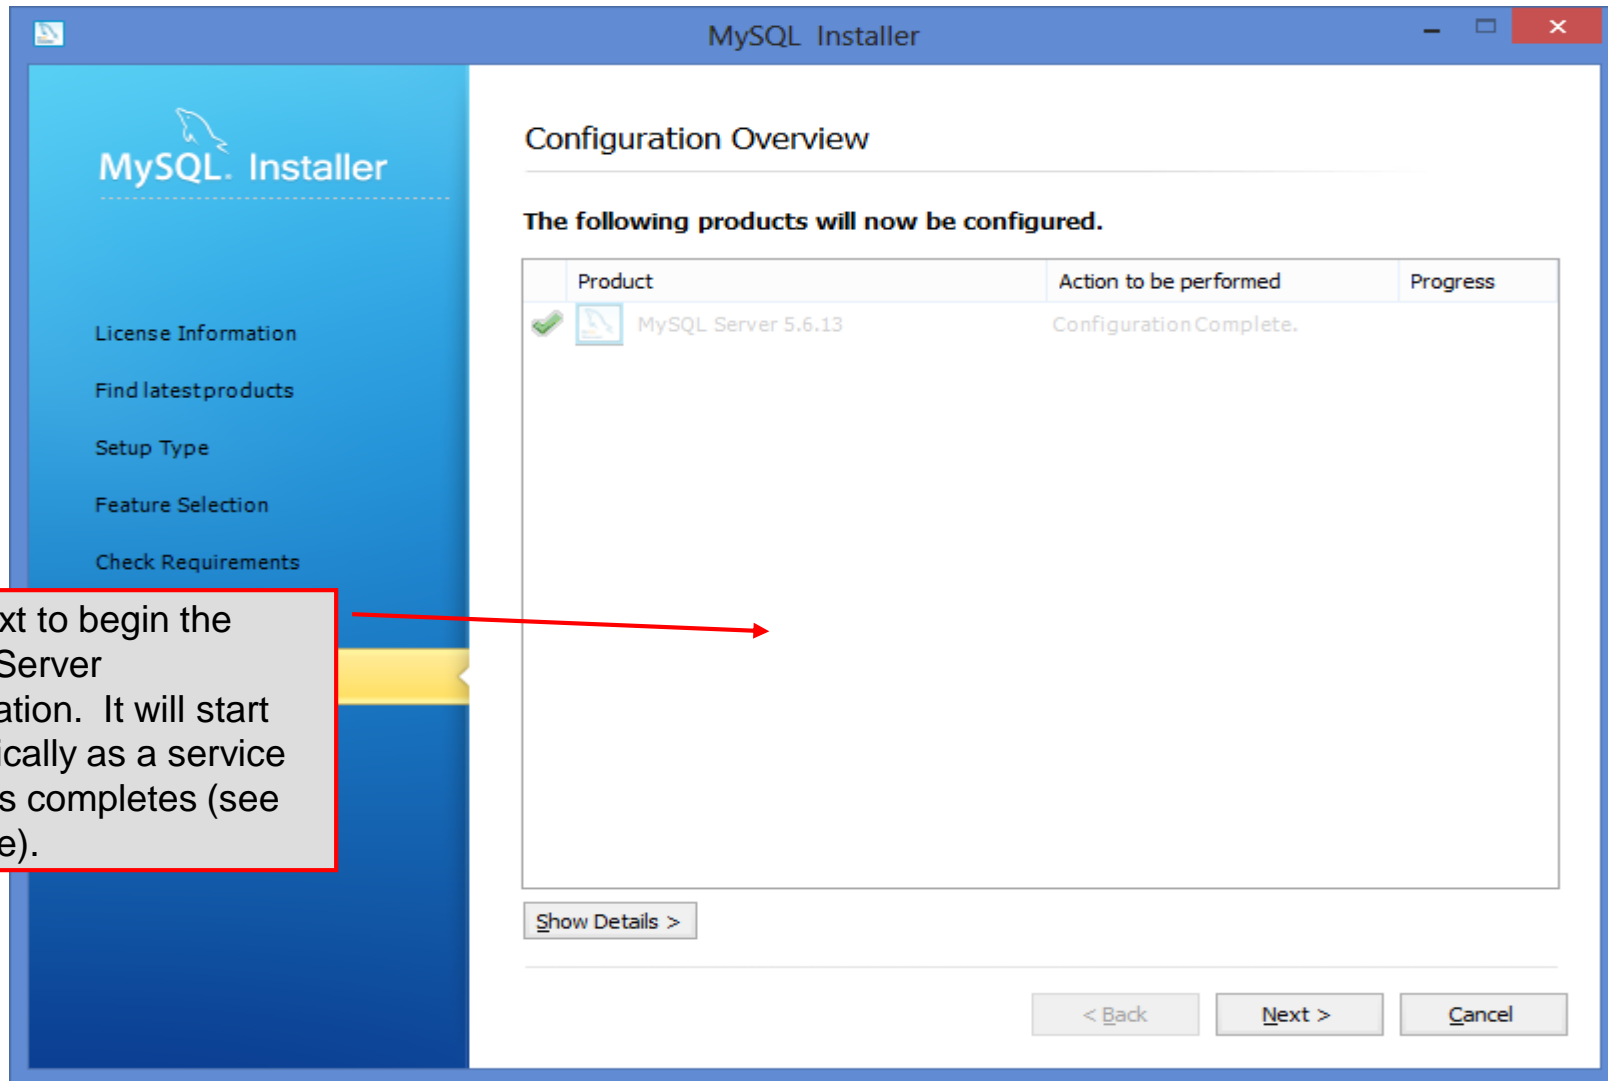 MySQL Installer
MySQL. Installer
License Information
Find latest products
Setup Type
Feature Selection
Check Requirements
xt to begin the
Server
ation. It will start
ically as a service
s completes (see
e).
Configuration Overview
The following products will now be configured.
Product Action to be performed Progress
MySQL Server 5.6.13 Configuration Complete.
Show Details >
< Back Next > Cancel